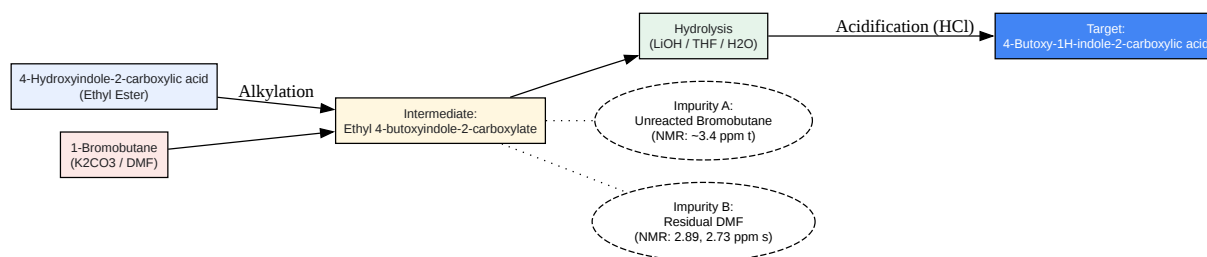 4-Hydroxyindole-2-carboxylic acid
(Ethyl Ester)
1-Bromobutane
(K2CO3 / DMF)
Alkylation
Intermediate:
Ethyl 4-butoxyindole-2-carboxylate
Hydrolysis
(LiOH / THF / H2O)
Impurity A:
Unreacted Bromobutane
(NMR: ~3.4 ppm t)
Impurity B:
Residual DMF
(NMR: 2.89, 2.73 ppm s)
Acidification (HCl)
Target:
4-Butoxy-1H-indole-2-carboxylic acid